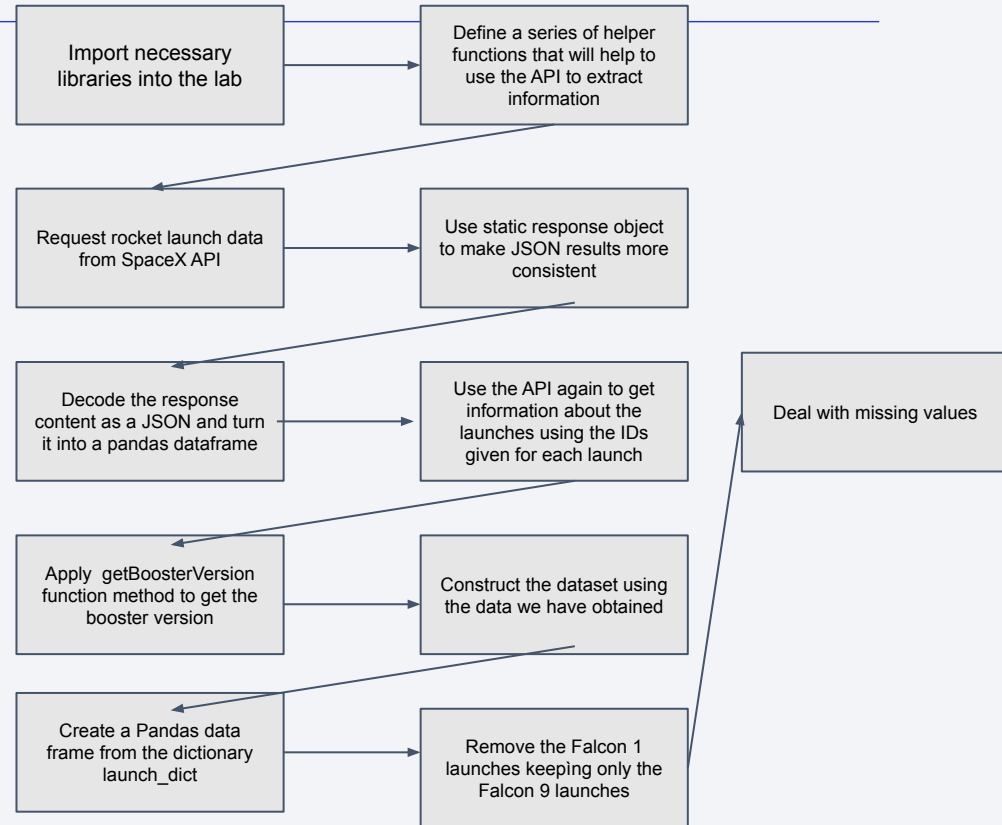 Import necessary
libraries into the lab
Define a series of helper
functions that will help to
use the API to extract
information
Request rocket launch data
from SpaceX API
Use static response object
to make JSON results more
consistent
Decode the response
content as a JSON and turn
it into a pandas dataframe
Use the API again to get
information about the
launches using the IDs
given for each launch
Deal with missing values
Apply  getBoosterVersion
function method to get the
booster version
Construct the dataset using
the data we have obtained
Create a Pandas data
frame from the dictionary
launch_dict
Remove the Falcon 1
launches keepìng only the
Falcon 9 launches